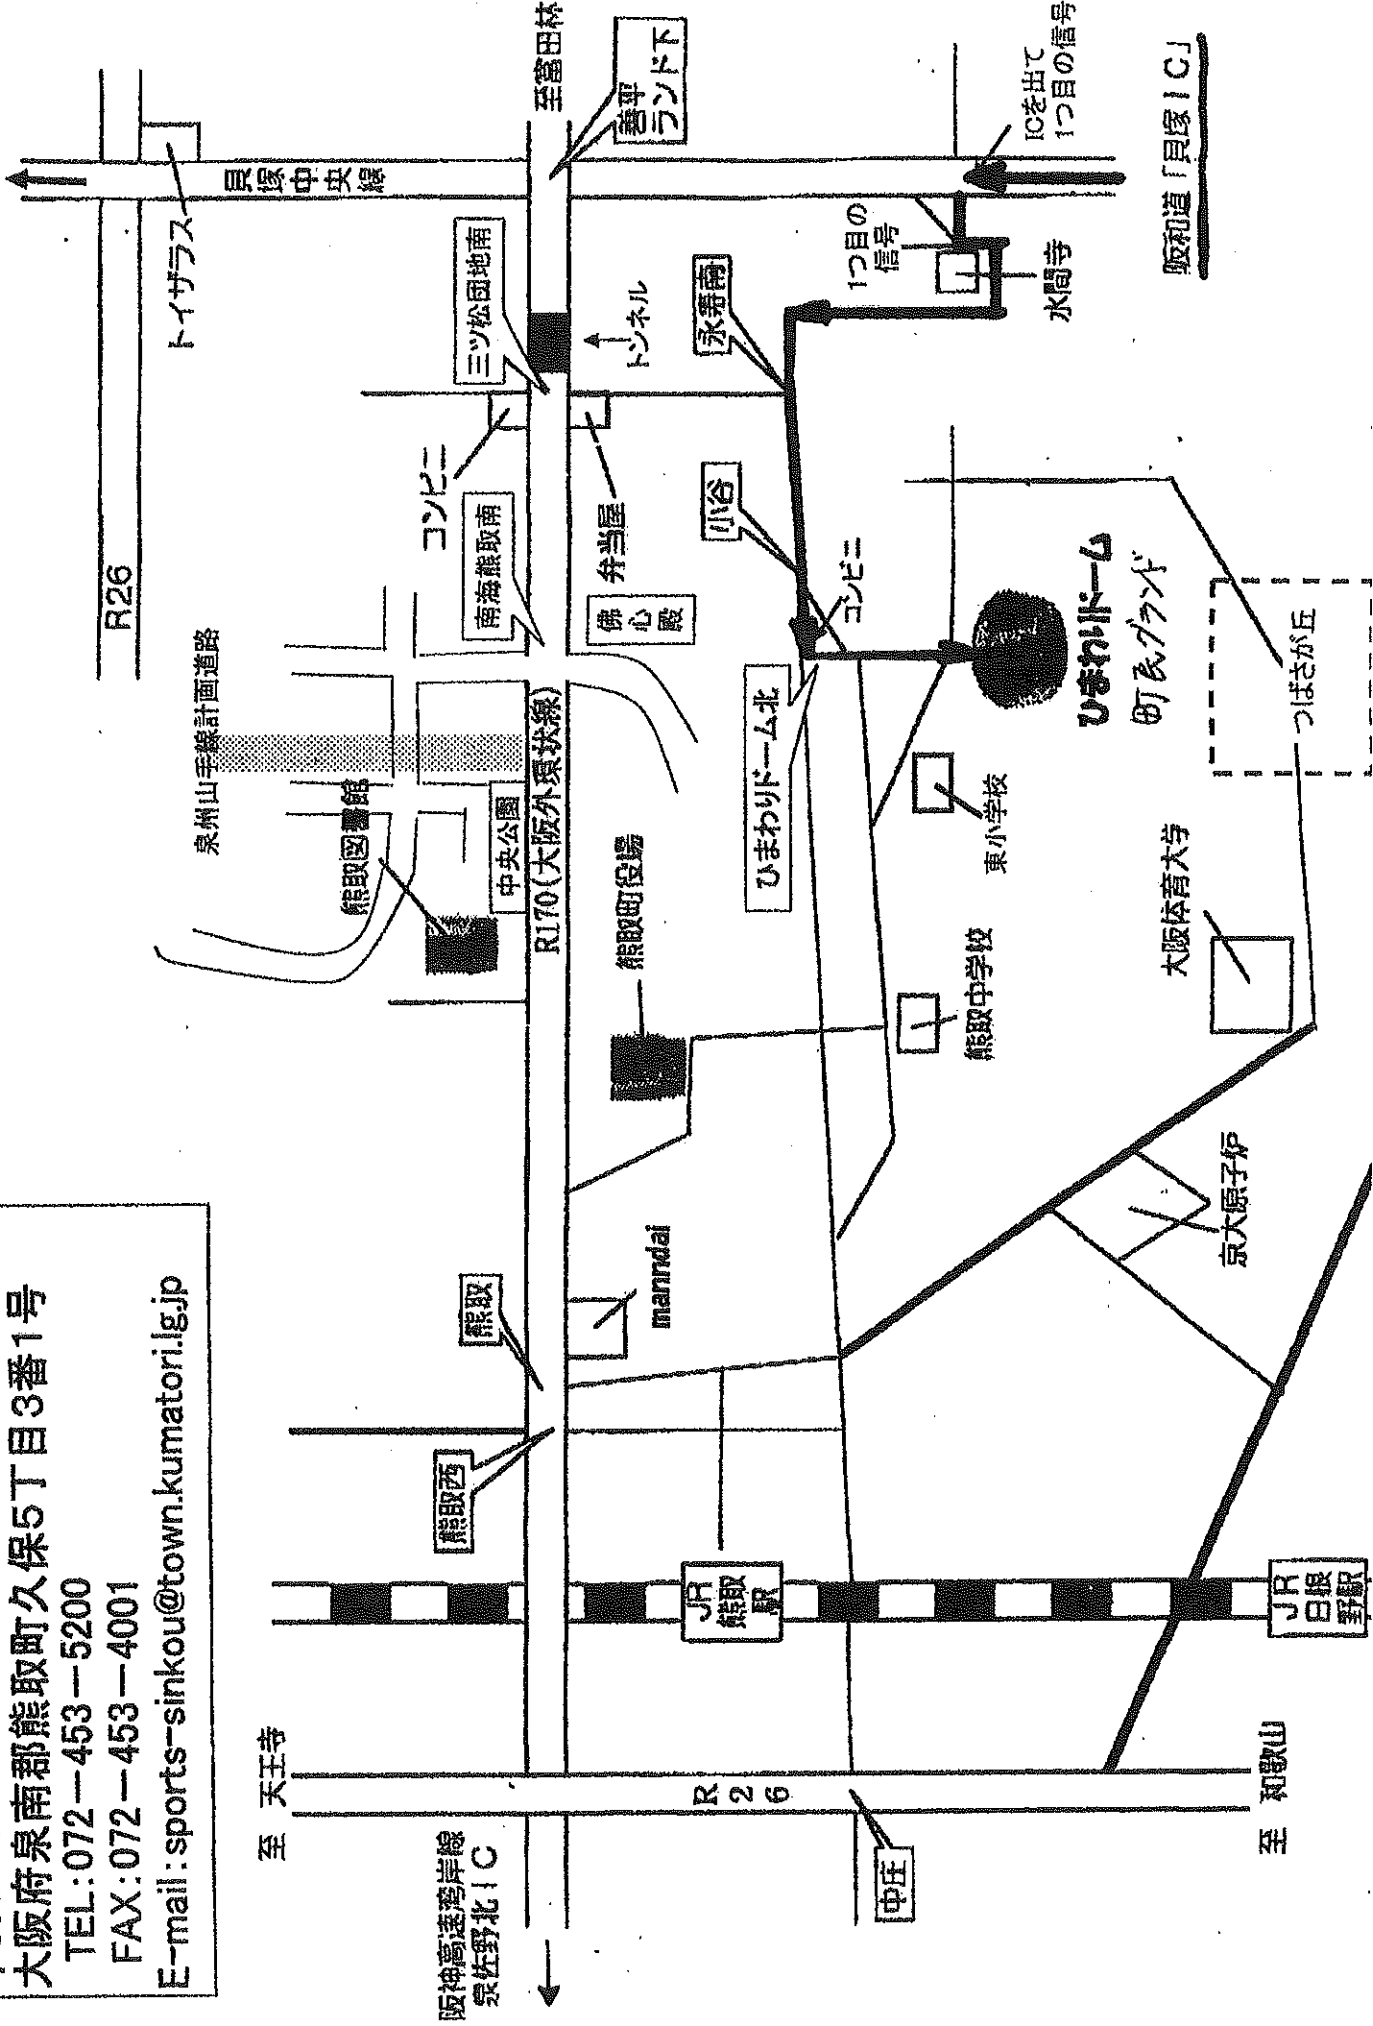 大阪府泉南郡熊取町久保5丁目3番1号
TEL:072-453-5200
FAX:072-453-4001
E-mail:sports-sinkou@town.kumatori.lg.jp
至 天王寺
阪神高速湾岸線
泉佐野北IC
R26
中庄
至 和歌山
JR
熊取
駅
JR
日根
野駅
熊取西
熊取
manndai
熊取町役場
熊取図書館
中央公園
R170(大阪外環状線)
泉州山手線計画道路
R26
トイザラス
貝塚中央線
南海熊取南
コンビニ
三ツ松団地南
弁当屋
佛
心
殿
トンネル
至富田林
善平
ランド下
永寿南
小谷
コンビニ
ひまわりドーム北
1つ目の
信号
水間寺
ICを出て
1つ目の信号
阪和道「貝塚IC」
ひまわりドーム
町民グランド
つばさが丘
東小学校
熊取中学校
大阪体育大学
京大原子炉